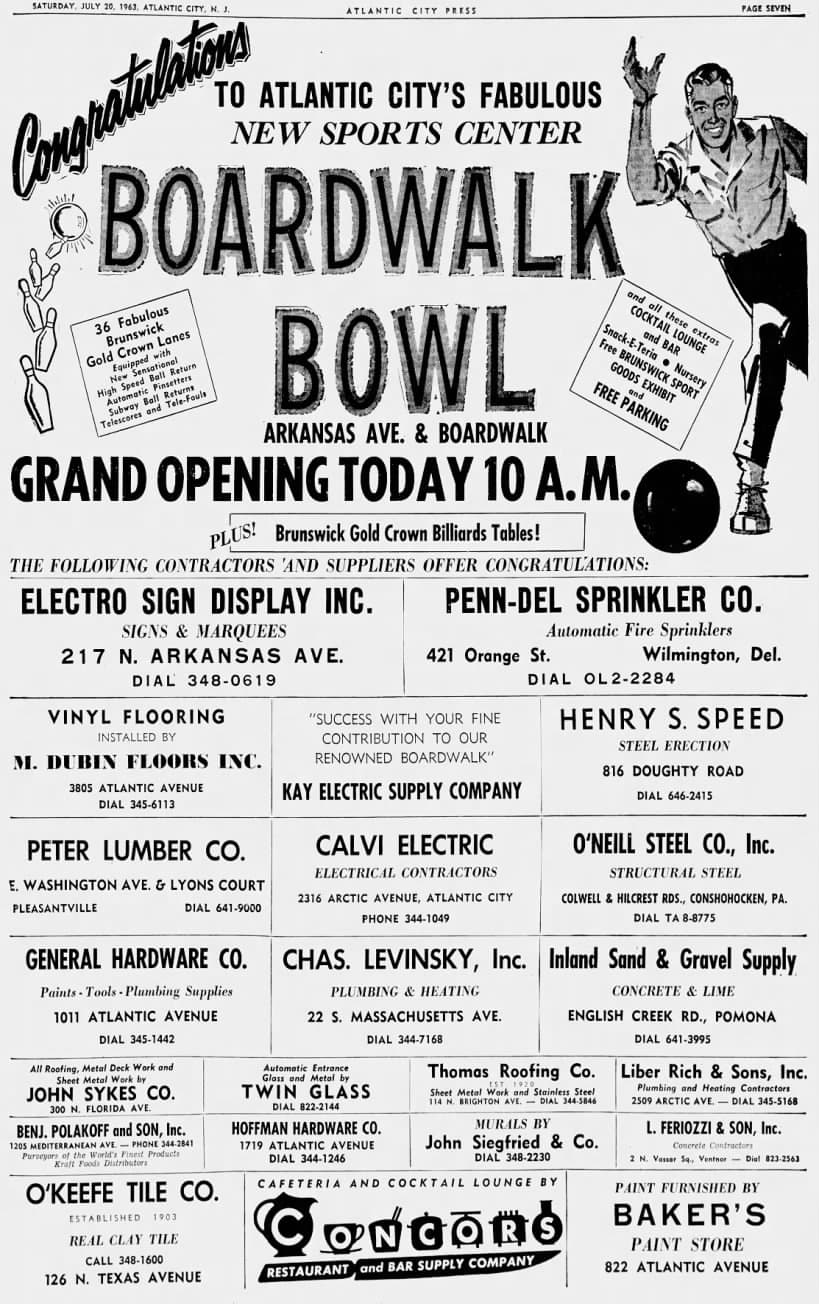 SATURDAY, JULY 20, 1963, ATLANTIC CITY, N. J.
ATLANTIC CITY PRESS
PAGE SEVEN
Congratulations
TO ATLANTIC CITY'S FABULOUS
NEW SPORTS CENTER
BOARDWALK
BOWL
36 Fabulous
Brunswick
Gold Crown Lanes
Equipped with
New Sensational
High Speed Ball Return
Automatic Pinsetters
Subway Ball Returns
Telescores and Tele-Fouls
and all these extras
COCKTAIL LOUNGE
and BAR
Snack-E-Teria • Nursery
Free BRUNSWICK SPORT
GOODS EXHIBIT
and
FREE PARKING
ARKANSAS AVE. & BOARDWALK
GRAND OPENING TODAY 10 A.M.
PLUS! Brunswick Gold Crown Billiards Tables!
THE FOLLOWING CONTRACTORS AND SUPPLIERS OFFER CONGRATULATIONS:
ELECTRO SIGN DISPLAY INC.
SIGNS & MARQUEES
217 N. ARKANSAS AVE.
DIAL 348-0619
PENN-DEL SPRINKLER CO.
Automatic Fire Sprinklers
421 Orange St. Wilmington, Del.
DIAL OL2-2284
VINYL FLOORING
INSTALLED BY
M. DUBIN FLOORS INC.
3805 ATLANTIC AVENUE
DIAL 345-6113
"SUCCESS WITH YOUR FINE
CONTRIBUTION TO OUR
RENOWNED BOARDWALK"
KAY ELECTRIC SUPPLY COMPANY
HENRY S. SPEED
STEEL ERECTION
816 DOUGHTY ROAD
DIAL 646-2415
PETER LUMBER CO.
E. WASHINGTON AVE. & LYONS COURT
PLEASANTVILLE DIAL 641-9000
CALVI ELECTRIC
ELECTRICAL CONTRACTORS
2316 ARCTIC AVENUE, ATLANTIC CITY
PHONE 344-1049
O'NEILL STEEL CO., Inc.
STRUCTURAL STEEL
COLWELL & HILCREST RDS., CONSHOHOCKEN, PA.
DIAL TA 8-8775
GENERAL HARDWARE CO.
Paints - Tools - Plumbing Supplies
1011 ATLANTIC AVENUE
DIAL 345-1442
CHAS. LEVINSKY, Inc.
PLUMBING & HEATING
22 S. MASSACHUSETTS AVE.
DIAL 344-7168
Inland Sand & Gravel Supply
CONCRETE & LIME
ENGLISH CREEK RD., POMONA
DIAL 641-3995
All Roofing, Metal Deck Work and
Sheet Metal Work by
JOHN SYKES CO.
300 N. FLORIDA AVE.
Automatic Entrance
Glass and Metal by
TWIN GLASS
DIAL 822-2144
Thomas Roofing Co.
EST. 1920
Sheet Metal Work and Stainless Steel
114 N. BRIGHTON AVE. — DIAL 344-5846
Liber Rich & Sons, Inc.
Plumbing and Heating Contractors
2509 ARCTIC AVE. — DIAL 345-5168
BENJ. POLAKOFF and SON, Inc.
1205 MEDITERRANEAN AVE. — PHONE 344-2841
Purveyors of the World's Finest Products
Kraft Foods Distributors
HOFFMAN HARDWARE CO.
1719 ATLANTIC AVENUE
DIAL 344-1246
MURALS BY
John Siegfried & Co.
DIAL 348-2230
L. FERIOZZI & SON, Inc.
Concrete Contractors
2 N. Vassar Sq., Ventnor — Dial 823-2563
O'KEEFE TILE CO.
ESTABLISHED 1903
REAL CLAY TILE
CALL 348-1600
126 N. TEXAS AVENUE
CAFETERIA AND COCKTAIL LOUNGE BY
CONCORS
RESTAURANT and BAR SUPPLY COMPANY
PAINT FURNISHED BY
BAKER'S
PAINT STORE
822 ATLANTIC AVENUE